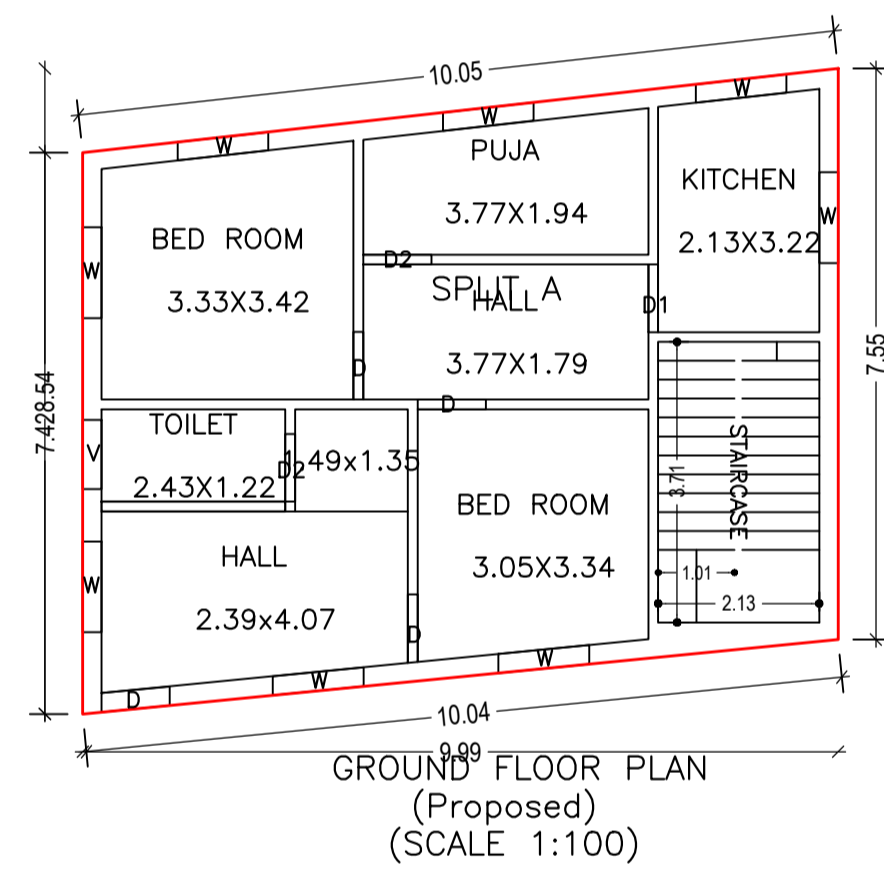 10.05
W
W
W
PUJA
KITCHEN
3.77X1.94
W
BED ROOM
2.13X3.22
D2
W
SPLIT A
HALL
3.33X3.42
D1
7.55
3.77X1.79
D
7.428.54
D
TOILET
V
.49x1.35
D2
2.43X1.22
STAIRCASE
3.71
BED ROOM
HALL
3.05X3.34
1.01
W
2.39x4.07
2.13
D
W
W
D
10.04
9.99
GROUND FLOOR PLAN
(Proposed)
(SCALE 1:100)